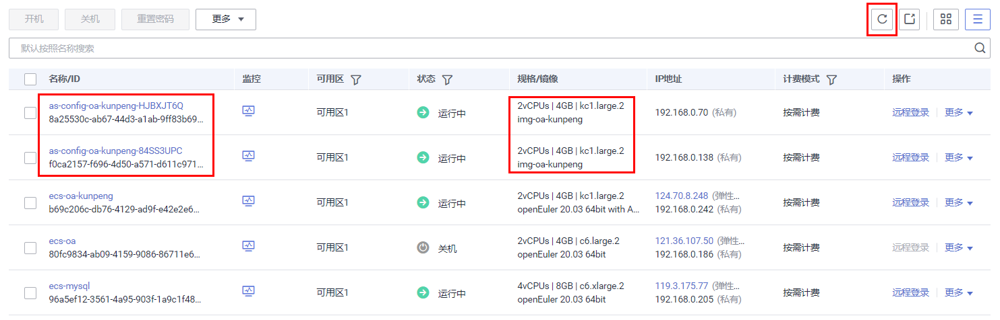 开机 关机 重置密码 更多
默认按照名称搜索
名称/ID 监控 可用区 状态 规格/镜像 IP地址 计费模式 操作
as-config-oa-kunpeng-HJBXJT6Q 2vCPUs | 4GB | kc1.large.2
8a25530c-ab67-44d3-a1ab-9ff83b69... 可用区1 运行中 img-oa-kunpeng 192.168.0.70 (私有) 按需计费 远程登录 更多
as-config-oa-kunpeng-84SS3UPC 2vCPUs | 4GB | kc1.large.2
f0ca2157-f696-4d50-a571-d611c971... 可用区1 运行中 img-oa-kunpeng 192.168.0.138 (私有) 按需计费 远程登录 更多
ecs-oa-kunpeng 2vCPUs | 4GB | kc1.large.2 124.70.8.248 (弹性...
b69c206c-db76-4129-ad9f-e42e2e6... 可用区1 运行中 openEuler 20.03 64bit with A... 192.168.0.242 (私有) 按需计费 远程登录 更多
ecs-oa 2vCPUs | 4GB | c6.large.2 121.36.107.50 (弹性...
80fc9834-ab09-4159-9086-86711e6... 可用区1 关机 openEuler 20.03 64bit 192.168.0.186 (私有) 按需计费 远程登录 更多
ecs-mysql 4vCPUs | 8GB | c6.xlarge.2 119.3.175.77 (弹性...
96a5ef12-3561-4a95-903f-1a9c1f48... 可用区1 运行中 openEuler 20.03 64bit 192.168.0.205 (私有) 按需计费 远程登录 更多